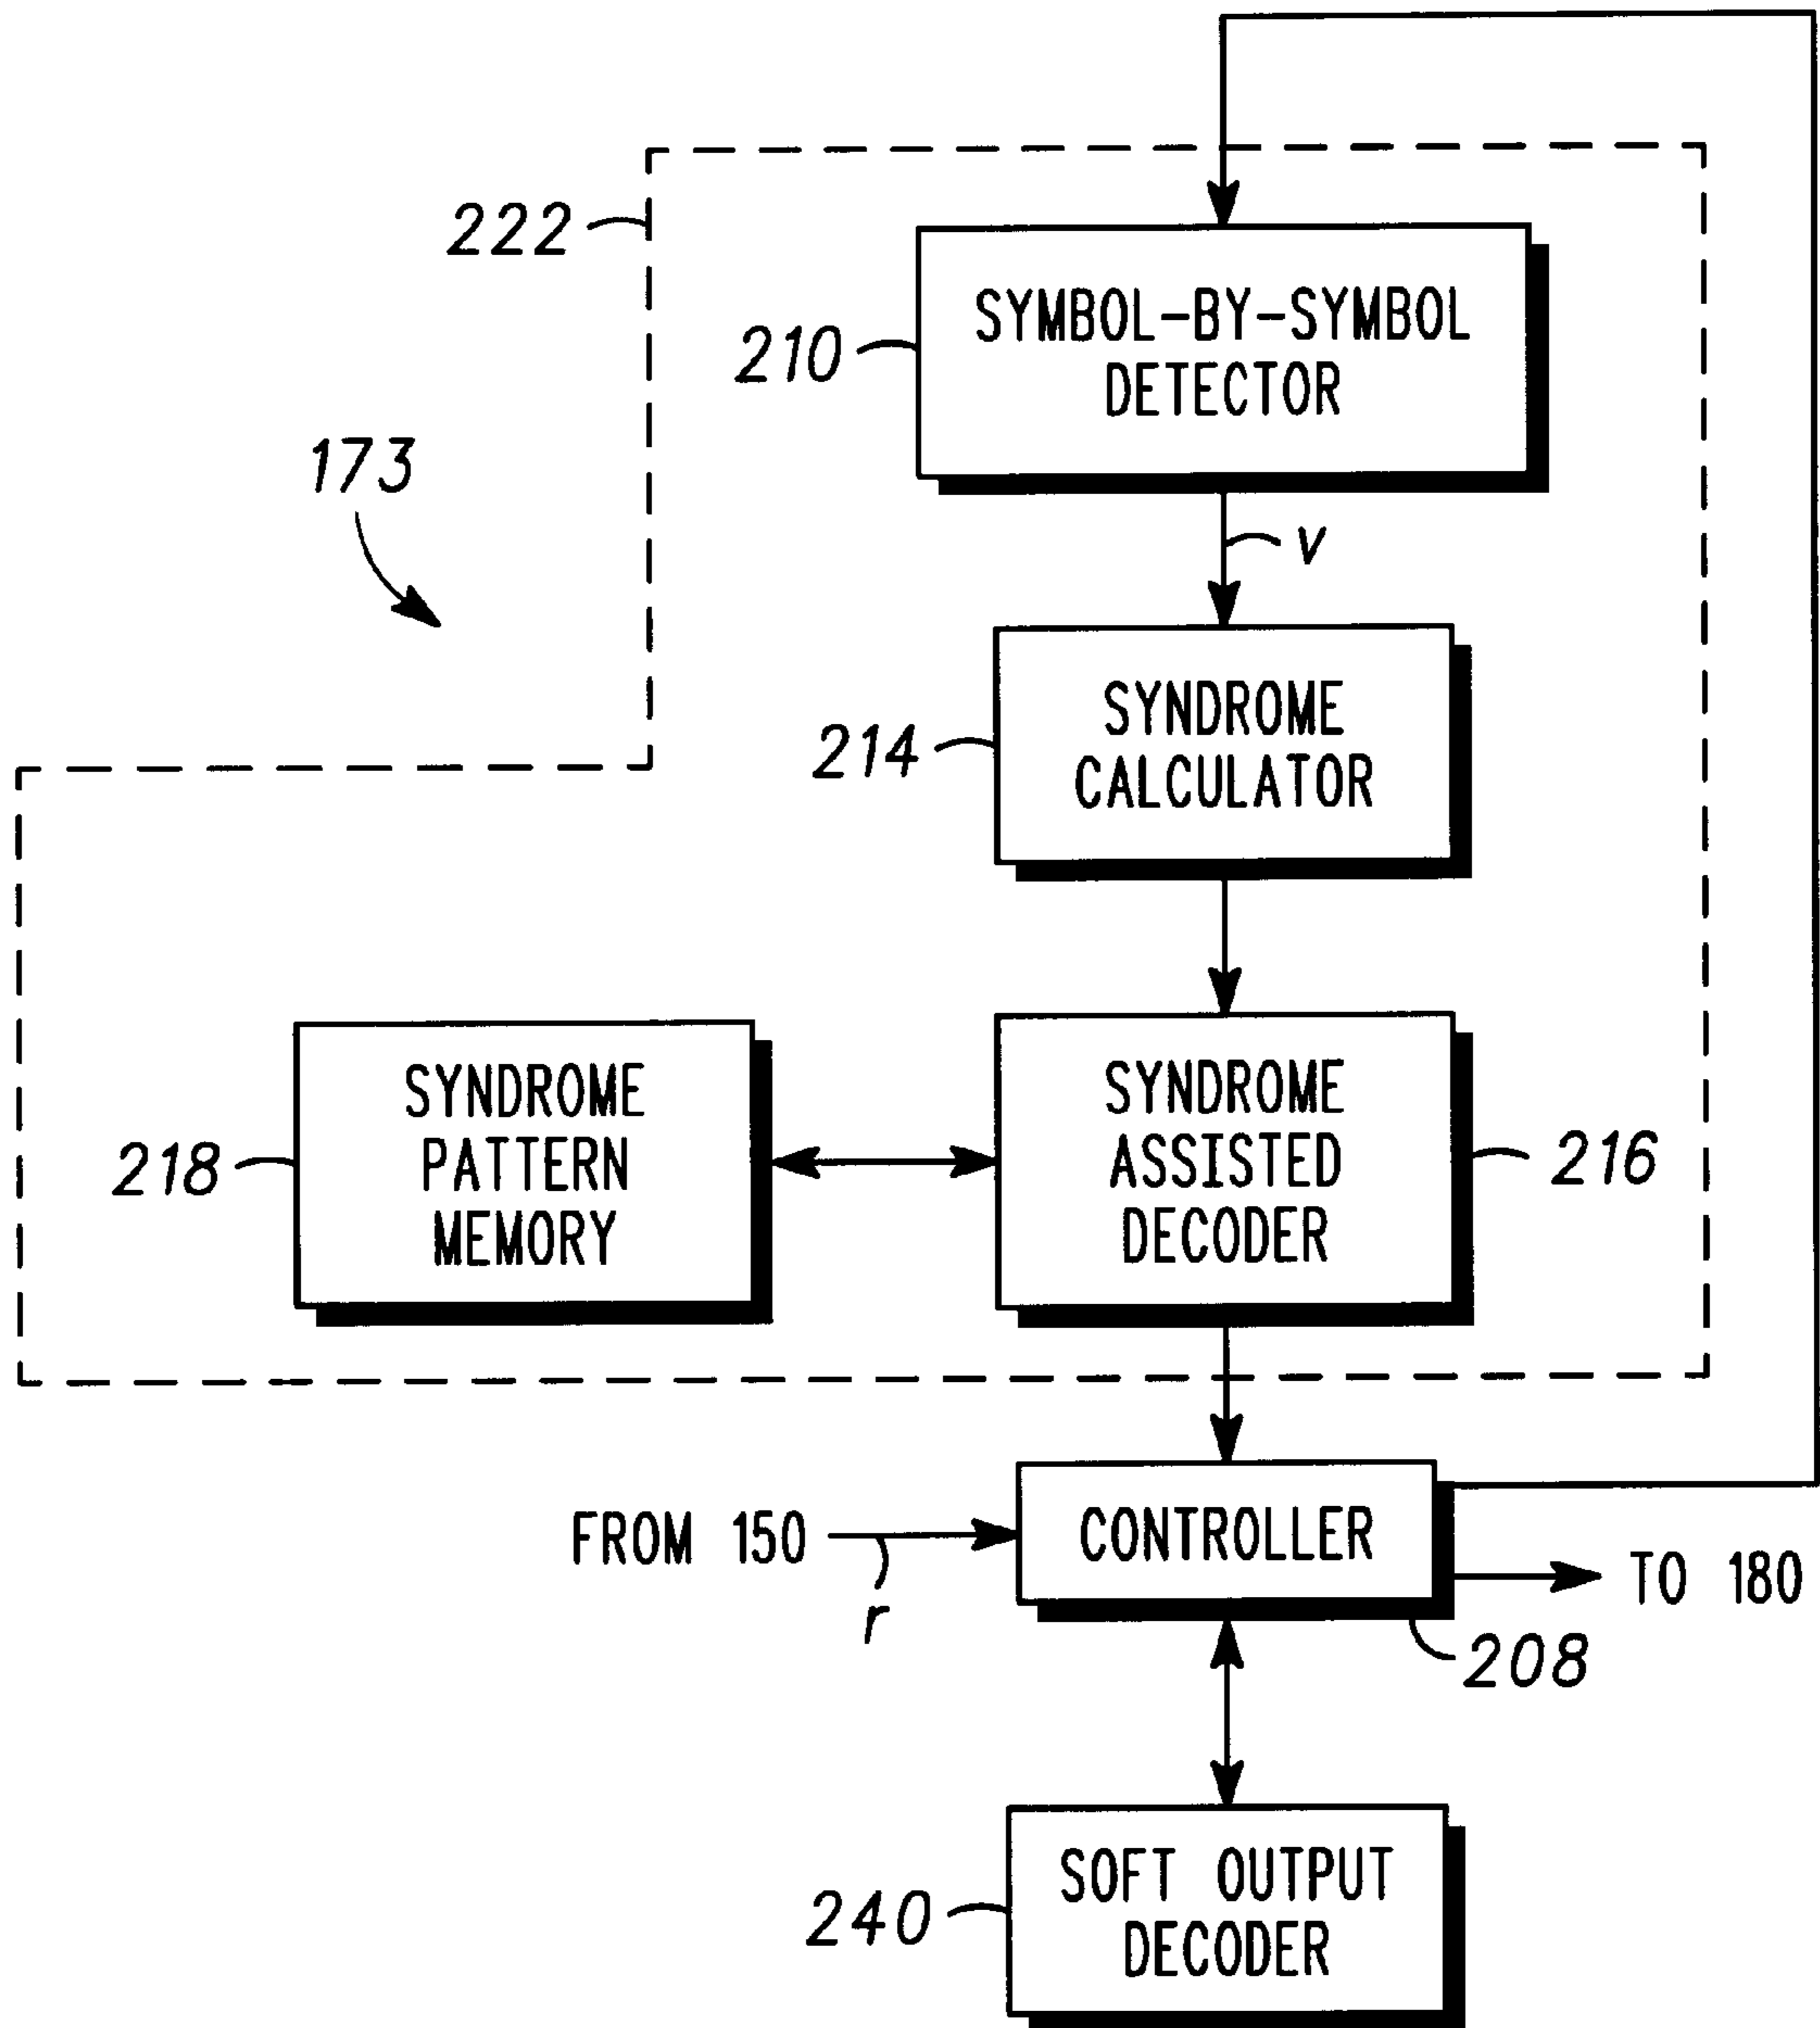 222
210
SYMBOL-BY-SYMBOL
DETECTOR
173
v
214
SYNDROME
CALCULATOR
218
SYNDROME
PATTERN
MEMORY
SYNDROME
ASSISTED
DECODER
216
FROM 150
r
CONTROLLER
TO 180
208
240
SOFT OUTPUT
DECODER